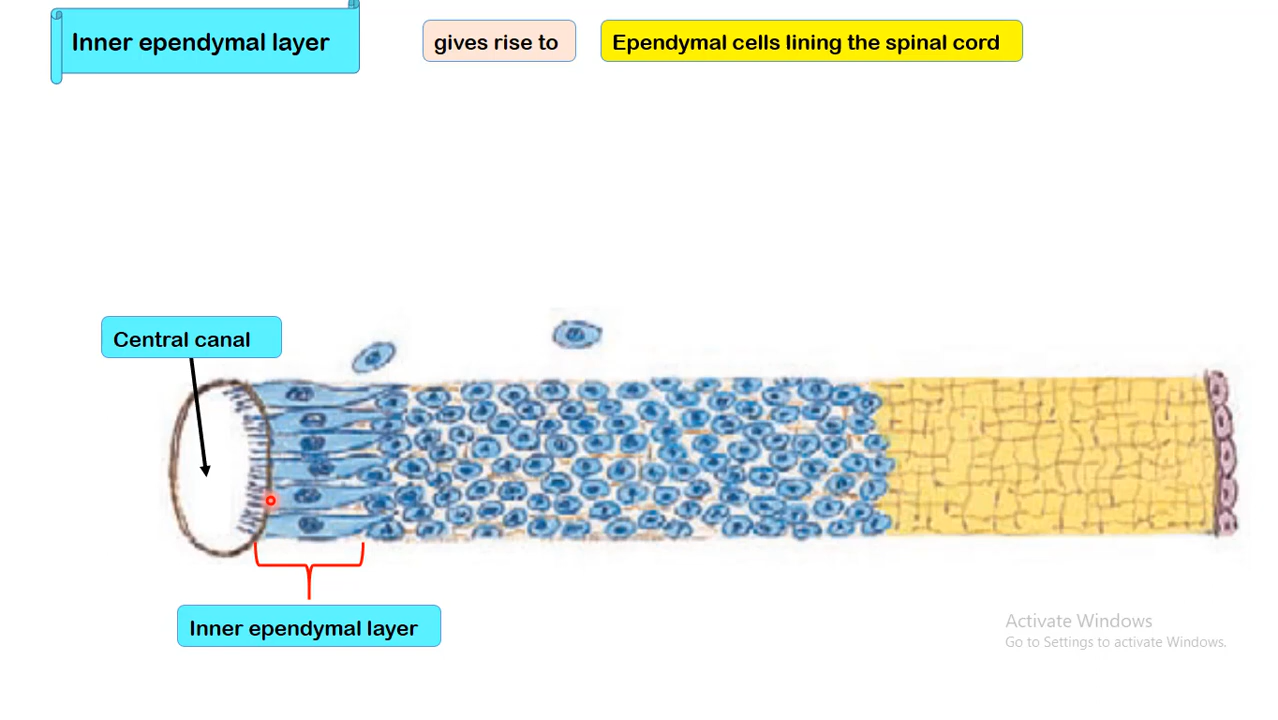 Inner ependymal layer
gives rise to
Ependymal cells lining the spinal cord
Central canal
Inner ependymal layer
Activate Windows
Go to Settings to activate Windows.